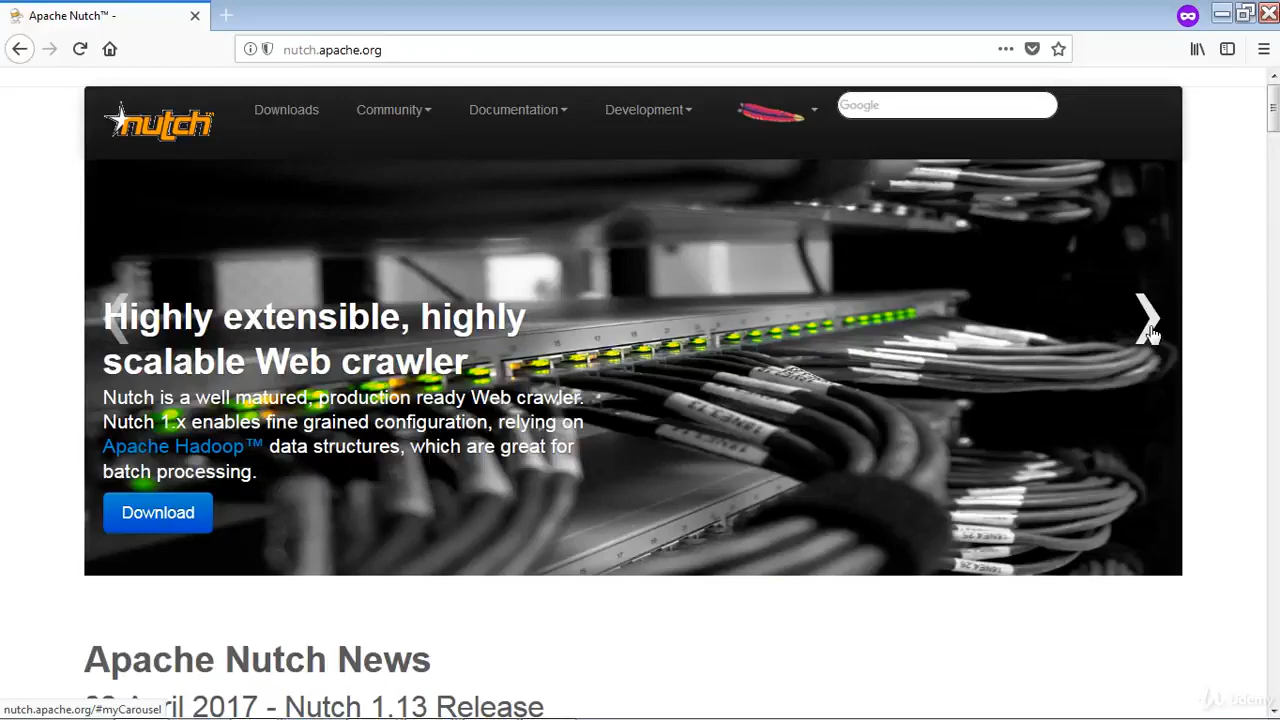 Apache Nutch™ -
nutch.apache.org
nutch
Downloads
Community
Documentation
Development
Google
Highly extensible, highly
scalable Web crawler
Nutch is a well matured, production ready Web crawler.
Nutch 1.x enables fine grained configuration, relying on
Apache Hadoop™ data structures, which are great for
batch processing.
Download
Apache Nutch News
April 2017 - Nutch 1.13 Release
nutch.apache.org/#myCarousel
Udemy